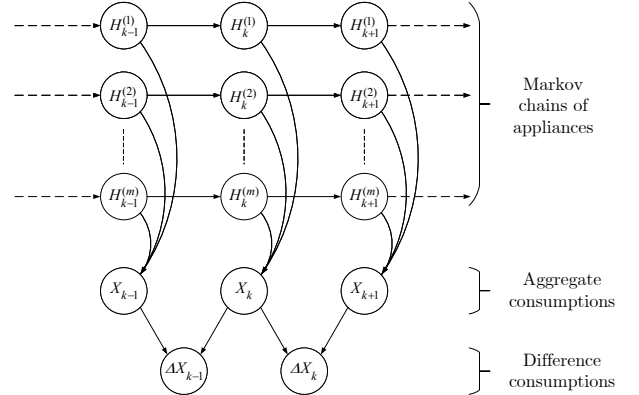 H_{k-1}^{(1)} H_k^{(1)} H_{k+1}^{(1)}
H_{k-1}^{(2)} H_k^{(2)} H_{k+1}^{(2)}
Markov
chains of
appliances
H_{k-1}^{(m)} H_k^{(m)} H_{k+1}^{(m)}
X_{k-1} X_k X_{k+1}
Aggregate
consumptions
ΔX_{k-1} ΔX_k
Difference
consumptions